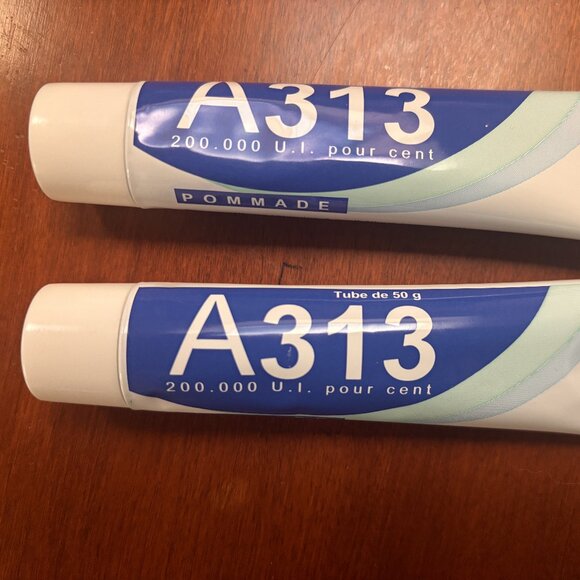 A313
200.000 U.I. pour cent
POMMADE
Tube de 50 g
A313
200.000 U.I. pour cent